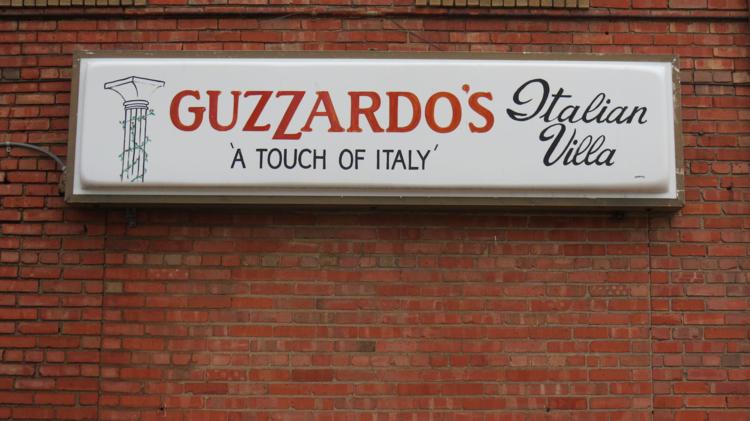 GUZZARDO'S Italian
Villa
'A TOUCH OF ITALY'